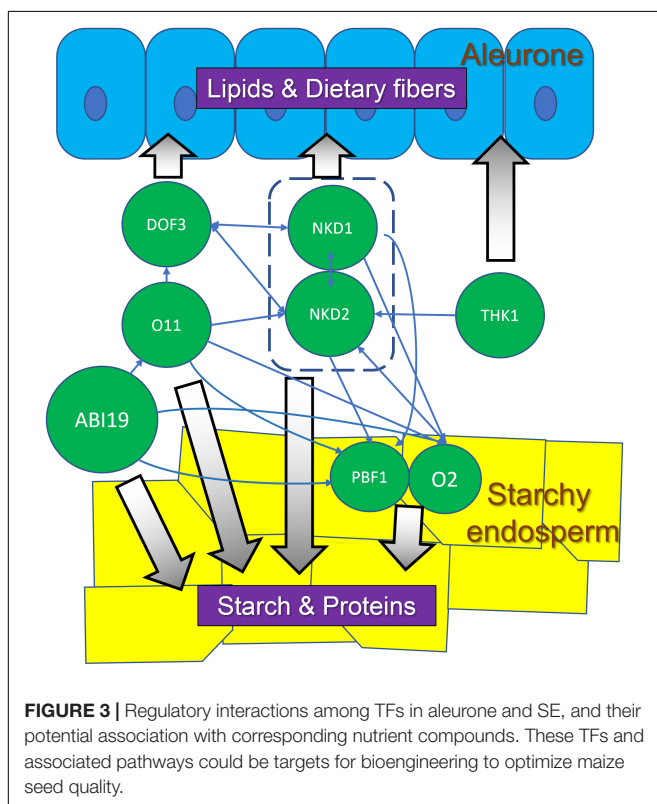 Aleurone
Lipids & Dietary fibers
DOF3
NKD1
O11
NKD2
THK1
ABI19
PBF1
O2
Starchy
endosperm
Starch & Proteins
FIGURE 3 | Regulatory interactions among TFs in aleurone and SE, and their
potential association with corresponding nutrient compounds. These TFs and
associated pathways could be targets for bioengineering to optimize maize
seed quality.